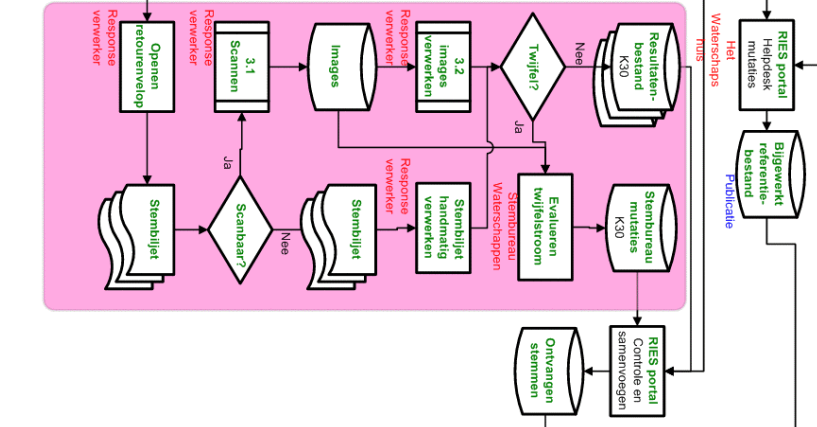 Openen
retourenvelop
Response
verwerker
3.1
Scannen
Response
verwerker
Images
3.2
images
verwerken
Response
verwerker
Twijfel?
Nee
Ja
Resultaten-
bestand
K30
Het
Waterschaps
huis
RIES portal
Helpdesk
mutaties
Bijgewerkt
referentie-
bestand
Publicatie
Stembiljet
Scanbaar?
Ja
Nee
Stembiljet
Stembiljet
handmatig
verwerken
Response
verwerker
Evalueren
twijfelstroom
Stembureau
Waterschappen
Stembureau
mutaties
K30
RIES portal
Controle en
samenvoegen
Ontvangen
stemmen